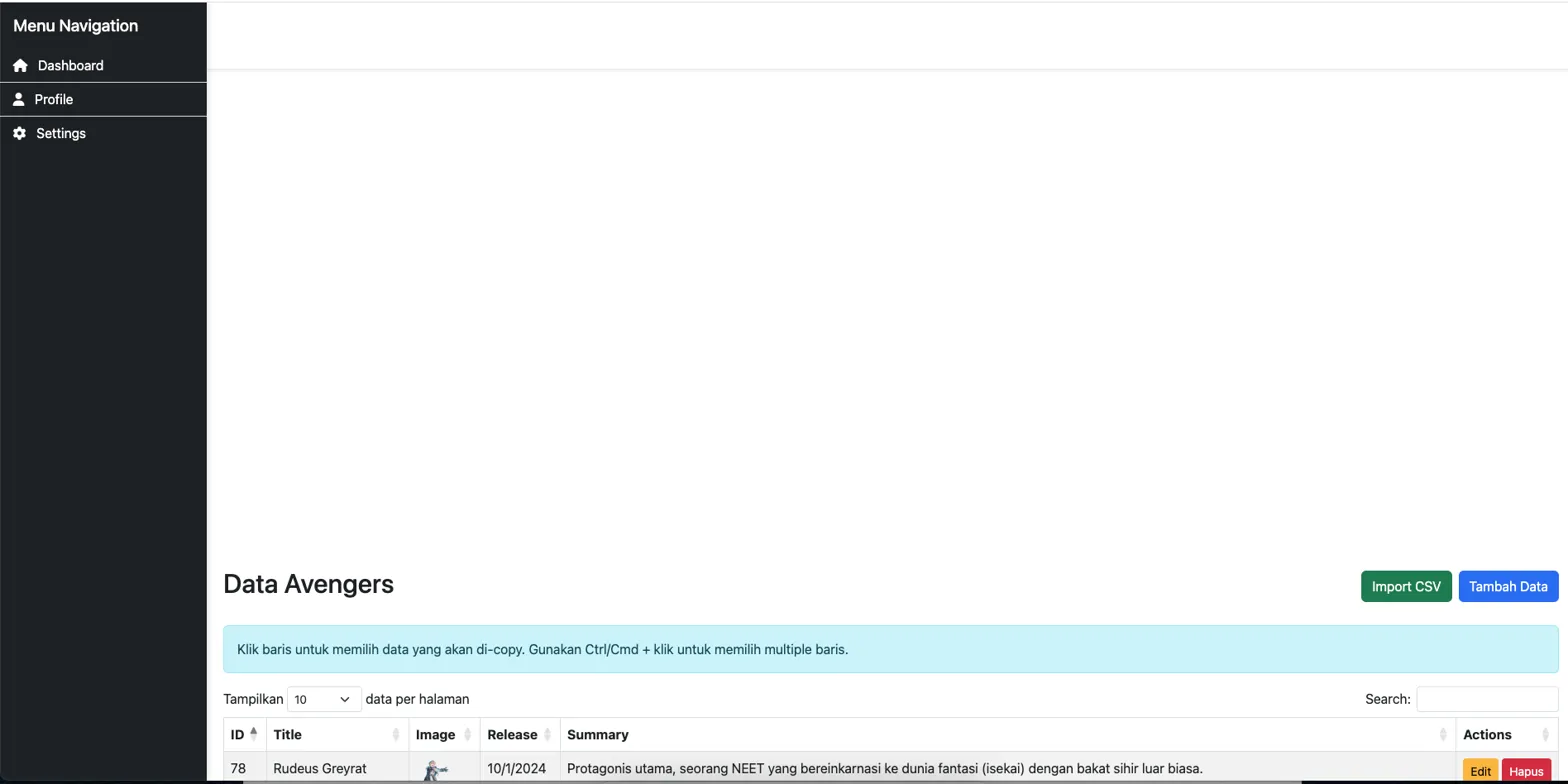 Menu Navigation
Dashboard
Profile
Settings
Data Avengers
Import CSV
Tambah Data
Klik baris untuk memilih data yang akan di-copy. Gunakan Ctrl/Cmd + klik untuk memilih multiple baris.
Tampilkan 10 data per halaman
Search:
ID Title Image Release Summary Actions
78 Rudeus Greyrat 10/1/2024 Protagonis utama, seorang NEET yang bereinkarnasi ke dunia fantasi (isekai) dengan bakat sihir luar biasa. Edit Hapus